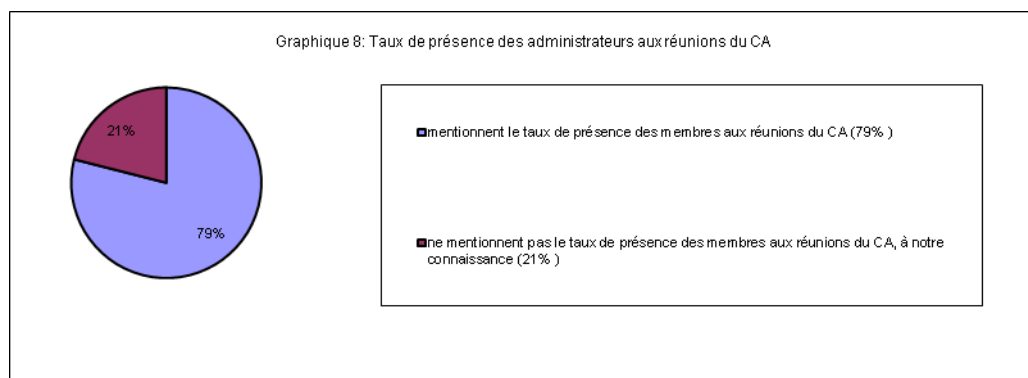 Graphique 8: Taux de présence des administrateurs aux réunions du CA
21%
79%
mentionnent le taux de présence des membres aux réunions du CA (79% )
ne mentionnent pas le taux de présence des membres aux réunions du CA, à notre
connaissance (21% )